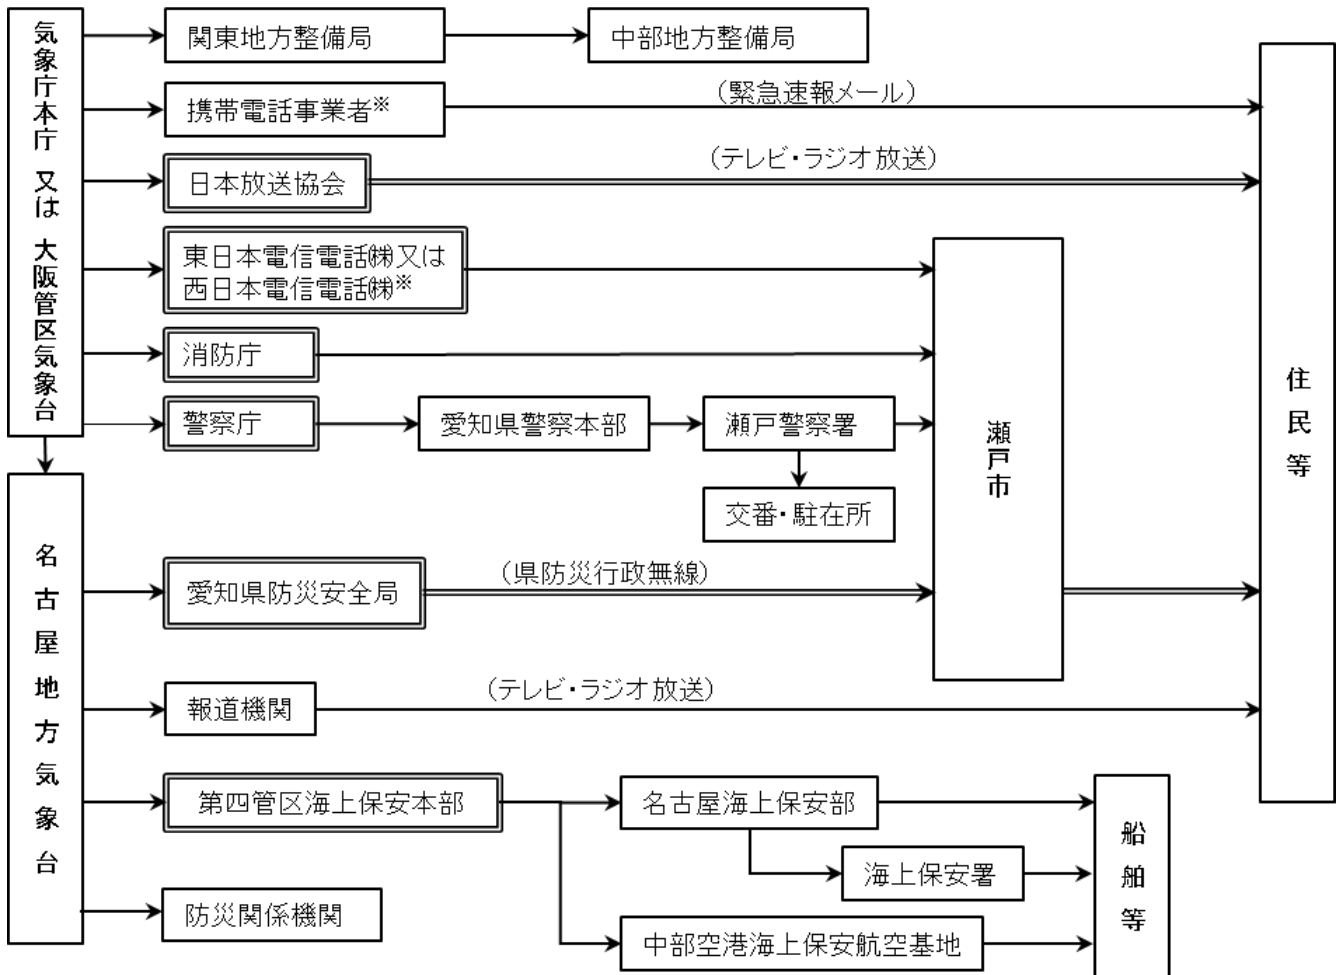 気象庁本庁 又は 大阪管区気象台
関東地方整備局
中部地方整備局
携帯電話事業者※
(緊急速報メール)
日本放送協会
(テレビ・ラジオ放送)
東日本電信電話㈱又は
西日本電信電話㈱※
消防庁
警察庁
愛知県警察本部
瀬戸警察署
交番・駐在所
瀬戸市
住民等
名古屋地方気象台
愛知県防災安全局
(県防災行政無線)
報道機関
(テレビ・ラジオ放送)
第四管区海上保安本部
名古屋海上保安部
海上保安署
中部空港海上保安航空基地
船舶等
防災関係機関